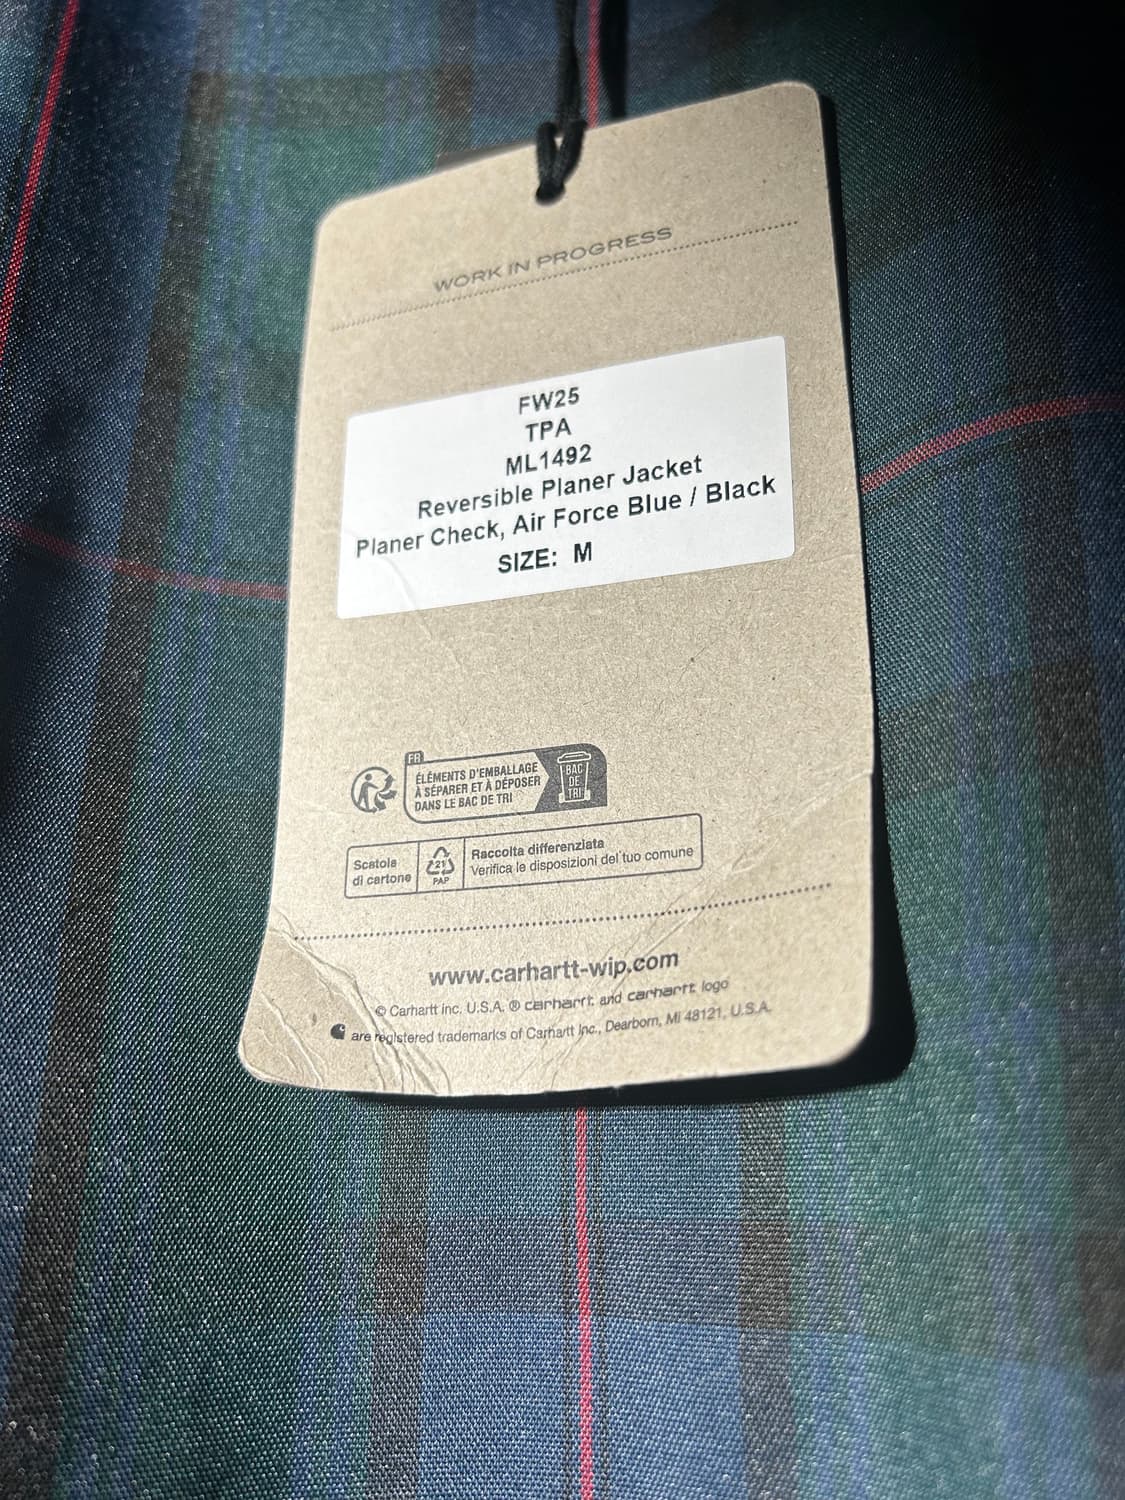 WORK IN PROGRESS
FW25
TPA
ML1492
Reversible Planer Jacket
Planer Check, Air Force Blue / Black
SIZE: M
FR
ÉLÉMENTS D'EMBALLAGE
À SÉPARER ET À DÉPOSER
DANS LE BAC DE TRI
BAC
DE
TRI
Scatole
di cartone
21
PAP
Raccolta differenziata
Verifica le disposizioni del tuo comune
www.carhartt-wip.com
© Carhartt Inc. U.S.A. ® carhartt and carhartt logo
are registered trademarks of Carhartt Inc., Dearborn, MI 48121, U.S.A.